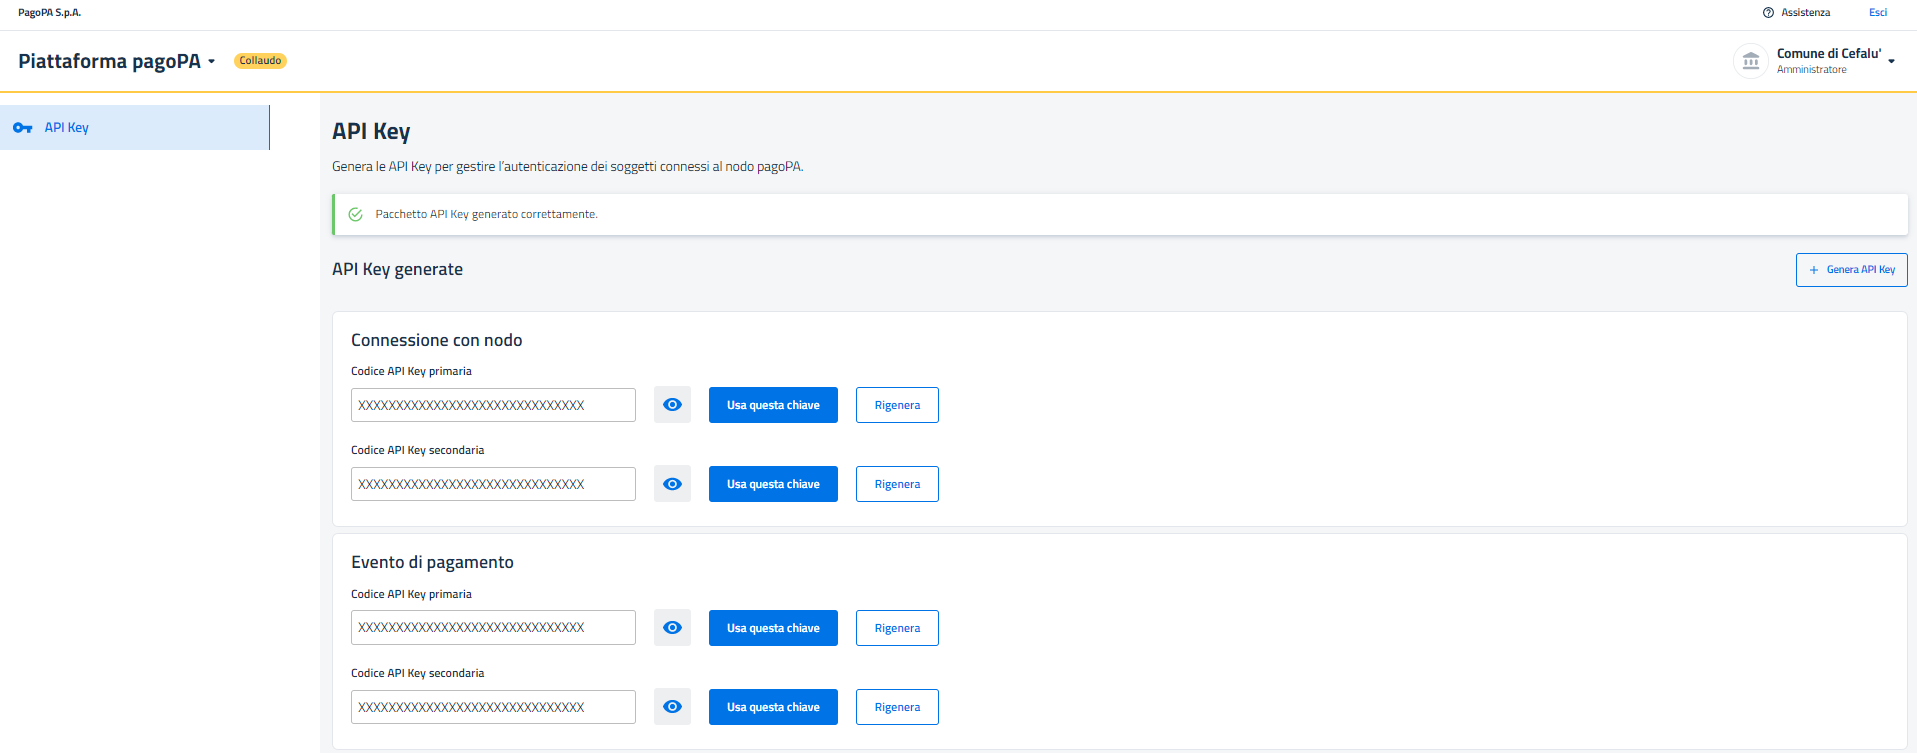 PagoPA S.p.A.
Assistenza
Esci
Piattaforma pagoPA
Collaudo
Comune di Cefalu'
Amministratore
API Key
API Key
Genera le API Key per gestire l'autenticazione dei soggetti connessi al nodo pagoPA.
Pacchetto API Key generato correttamente.
API Key generate
+ Genera API Key
Connessione con nodo
Codice API Key primaria
XXXXXXXXXXXXXXXXXXXXXXXXXXXXXX
Usa questa chiave
Rigenera
Codice API Key secondaria
XXXXXXXXXXXXXXXXXXXXXXXXXXXXXX
Usa questa chiave
Rigenera
Evento di pagamento
Codice API Key primaria
XXXXXXXXXXXXXXXXXXXXXXXXXXXXXX
Usa questa chiave
Rigenera
Codice API Key secondaria
XXXXXXXXXXXXXXXXXXXXXXXXXXXXXX
Usa questa chiave
Rigenera